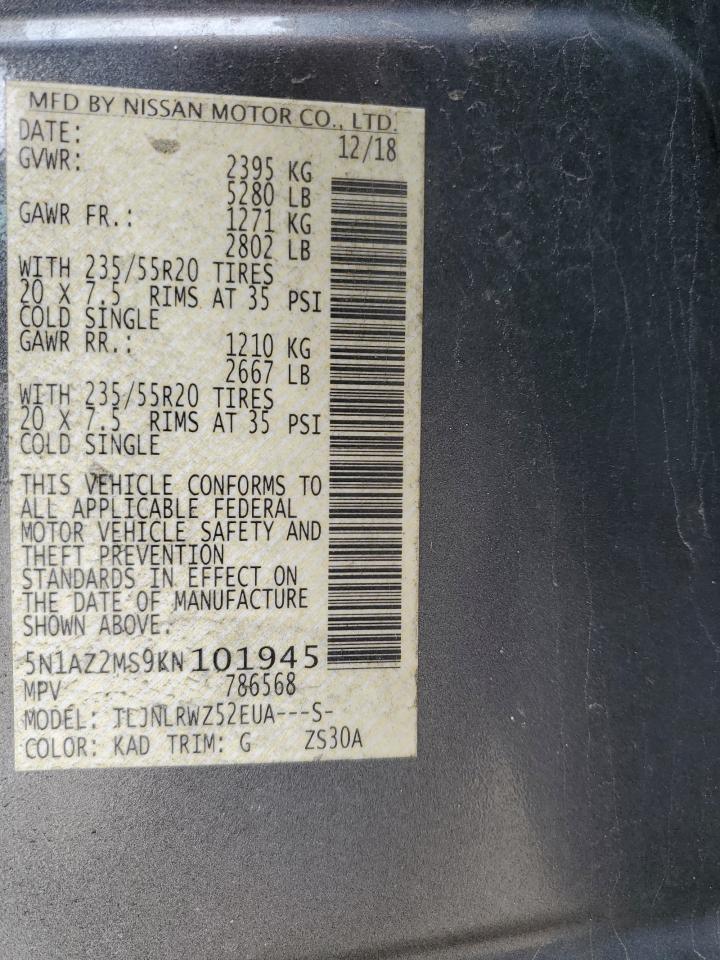 MFD BY NISSAN MOTOR CO., LTD.
DATE: 12/18
GVWR: 2395 KG
5280 LB
GAWR FR.: 1271 KG
2802 LB
WITH 235/55R20 TIRES
20 X 7.5 RIMS AT 35 PSI
COLD SINGLE
GAWR RR.: 1210 KG
2667 LB
WITH 235/55R20 TIRES
20 X 7.5 RIMS AT 35 PSI
COLD SINGLE
THIS VEHICLE CONFORMS TO
ALL APPLICABLE FEDERAL
MOTOR VEHICLE SAFETY AND
THEFT PREVENTION
STANDARDS IN EFFECT ON
THE DATE OF MANUFACTURE
SHOWN ABOVE.
5N1AZ2MS9KN101945
MPV 786568
MODEL: TLJNLRWZ52EUA---S-
COLOR: KAD TRIM: G ZS30A